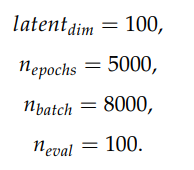 latent_dim = 100,
n_epochs = 5000,
n_batch = 8000,
n_eval = 100.